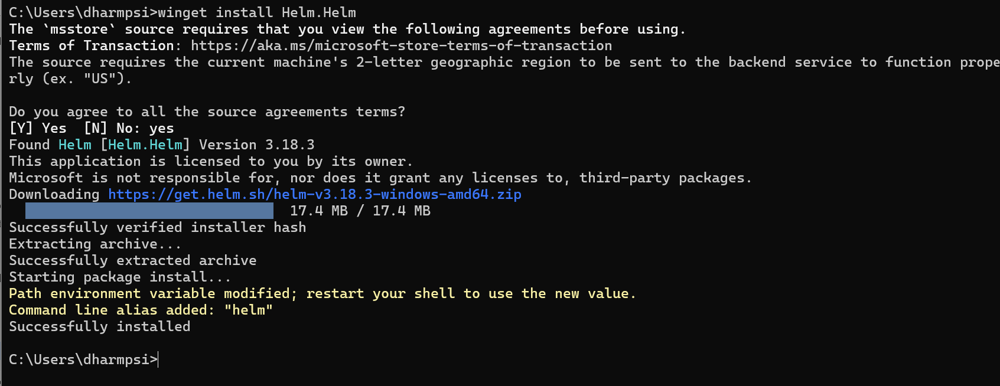 C:\Users\dharmpsi>winget install Helm.Helm
The `msstore` source requires that you view the following agreements before using.
Terms of Transaction: https://aka.ms/microsoft-store-terms-of-transaction
The source requires the current machine's 2-letter geographic region to be sent to the backend service to function prope
rly (ex. "US").
Do you agree to all the source agreements terms?
[Y] Yes  [N] No: yes
Found Helm [Helm.Helm] Version 3.18.3
This application is licensed to you by its owner.
Microsoft is not responsible for, nor does it grant any licenses to, third-party packages.
Downloading https://get.helm.sh/helm-v3.18.3-windows-amd64.zip
17.4 MB / 17.4 MB
Successfully verified installer hash
Extracting archive...
Successfully extracted archive
Starting package install...
Path environment variable modified; restart your shell to use the new value.
Command line alias added: "helm"
Successfully installed
C:\Users\dharmpsi>